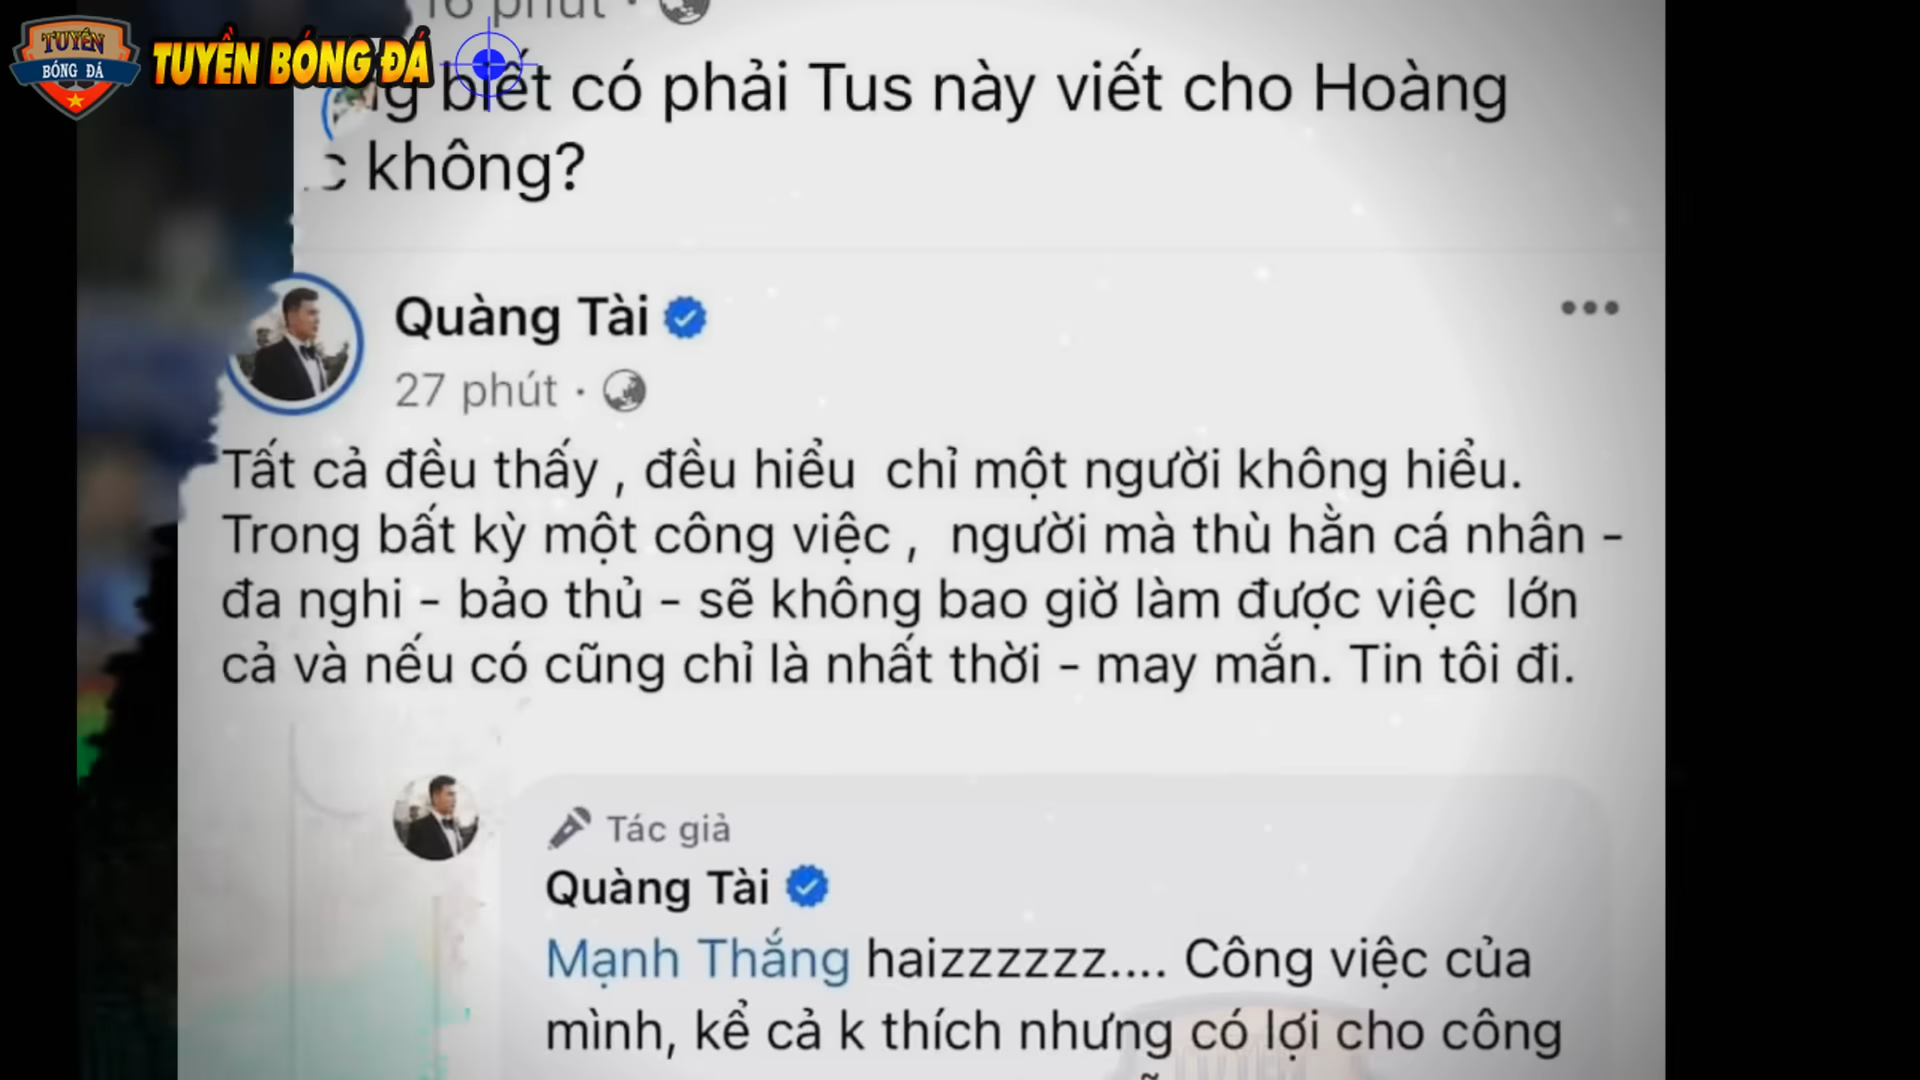 TUYỀN
BÓNG ĐÁ
TUYỀN BÓNG ĐÁ
16 phút ·
biết có phải Tus này viết cho Hoàng
không?
Quàng Tài
27 phút ·
Tất cả đều thấy , đều hiểu chỉ một người không hiểu.
Trong bất kỳ một công việc , người mà thù hằn cá nhân -
đa nghi - bảo thủ - sẽ không bao giờ làm được việc lớn
cả và nếu có cũng chỉ là nhất thời - may mắn. Tin tôi đi.
Tác giả
Quàng Tài
Mạnh Thắng haizzzzzz.... Công việc của
mình, kể cả k thích nhưng có lợi cho công